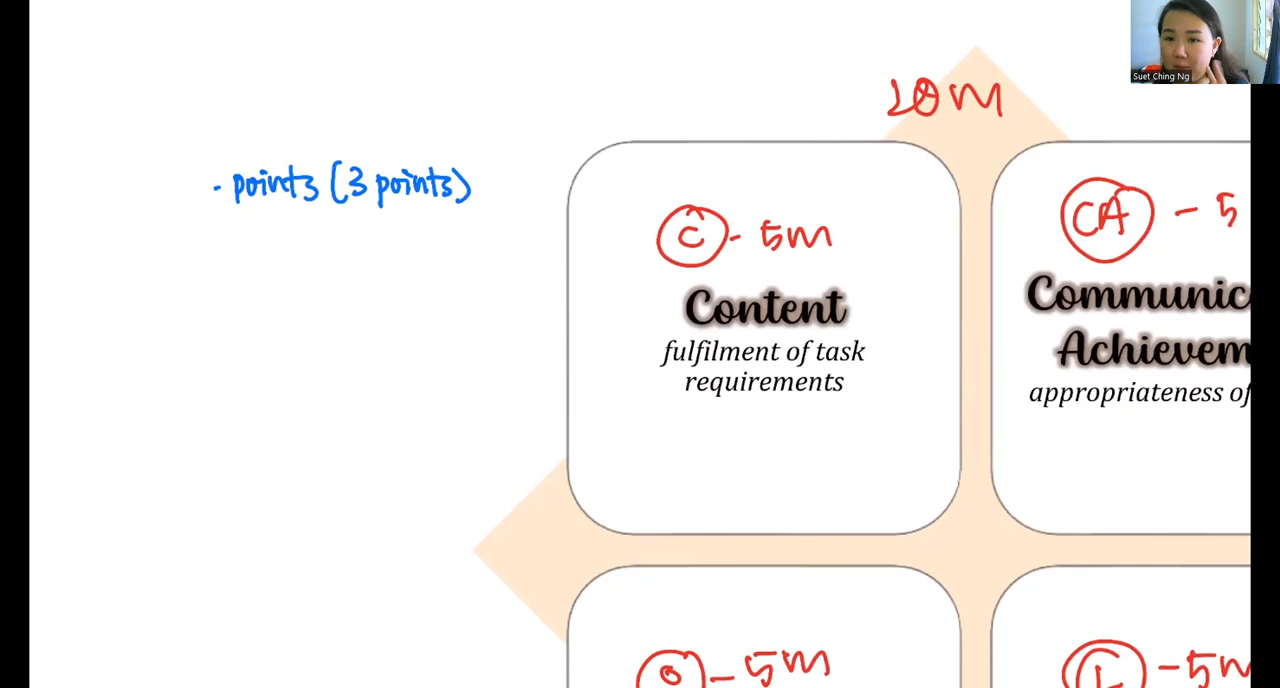 Suet Ching Ng
20m
· points (3 points)
C - 5m
CA - 5
Content
Communic
fulfilment of task
Achievem
requirements
appropriateness of
O - 5m
L - 5m